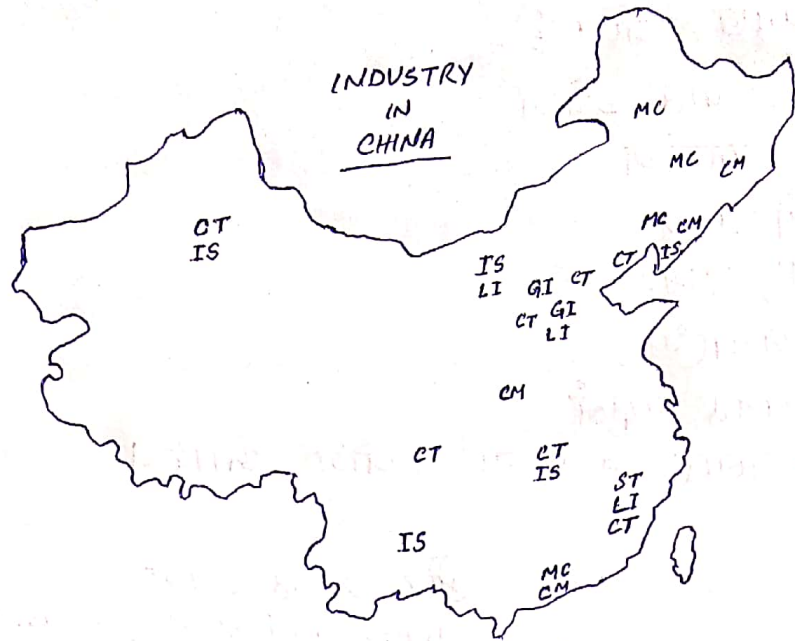 INDUSTRY
IN
CHINA
MC
MC CM
MC CM
CT IS
CT
IS
IS
LI
GI CT
CT GI
LI
CM
CT
CT
IS
ST
LI
CT
IS
MC
CM